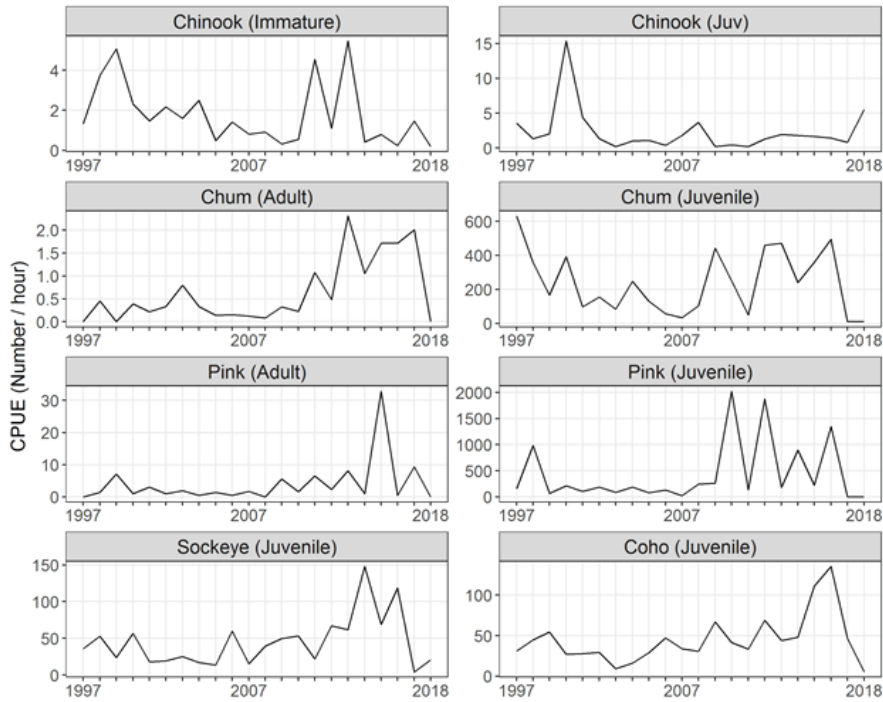 CPUE (Number / hour)
Chinook (Immature)
4
2
0
1997 2007 2018
Chinook (Juv)
15
10
5
0
1997 2007 2018
Chum (Adult)
2.0
1.5
1.0
0.5
0.0
1997 2007 2018
Chum (Juvenile)
600
400
200
0
1997 2007 2018
Pink (Adult)
30
20
10
0
1997 2007 2018
Pink (Juvenile)
2000
1500
1000
500
0
1997 2007 2018
Sockeye (Juvenile)
150
100
50
0
1997 2007 2018
Coho (Juvenile)
100
50
0
1997 2007 2018